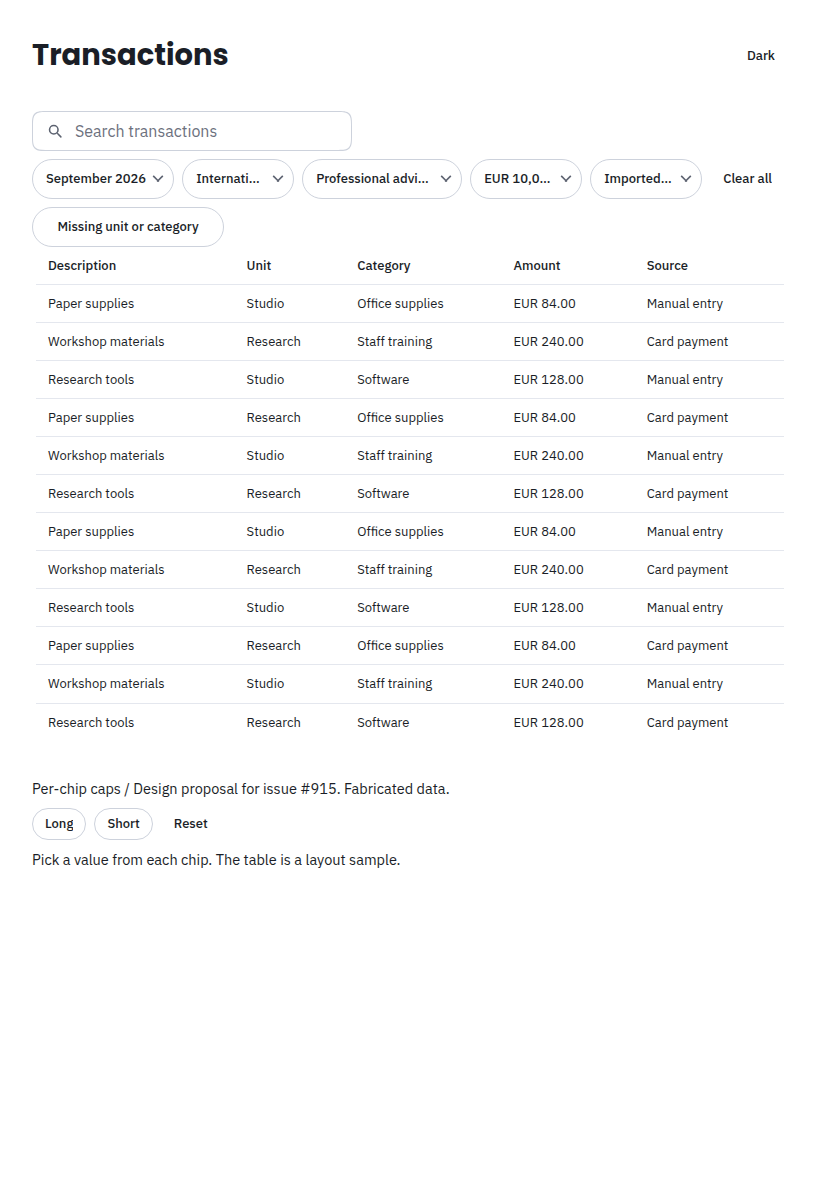 Transactions
Dark
Search transactions
September 2026 Internati... Professional advi... EUR 10,0... Imported... Clear all
Missing unit or category
Description Unit Category Amount Source
Paper supplies Studio Office supplies EUR 84.00 Manual entry
Workshop materials Research Staff training EUR 240.00 Card payment
Research tools Studio Software EUR 128.00 Manual entry
Paper supplies Research Office supplies EUR 84.00 Card payment
Workshop materials Studio Staff training EUR 240.00 Manual entry
Research tools Research Software EUR 128.00 Card payment
Paper supplies Studio Office supplies EUR 84.00 Manual entry
Workshop materials Research Staff training EUR 240.00 Card payment
Research tools Studio Software EUR 128.00 Manual entry
Paper supplies Research Office supplies EUR 84.00 Card payment
Workshop materials Studio Staff training EUR 240.00 Manual entry
Research tools Research Software EUR 128.00 Card payment
Per-chip caps / Design proposal for issue #915. Fabricated data.
Long Short Reset
Pick a value from each chip. The table is a layout sample.